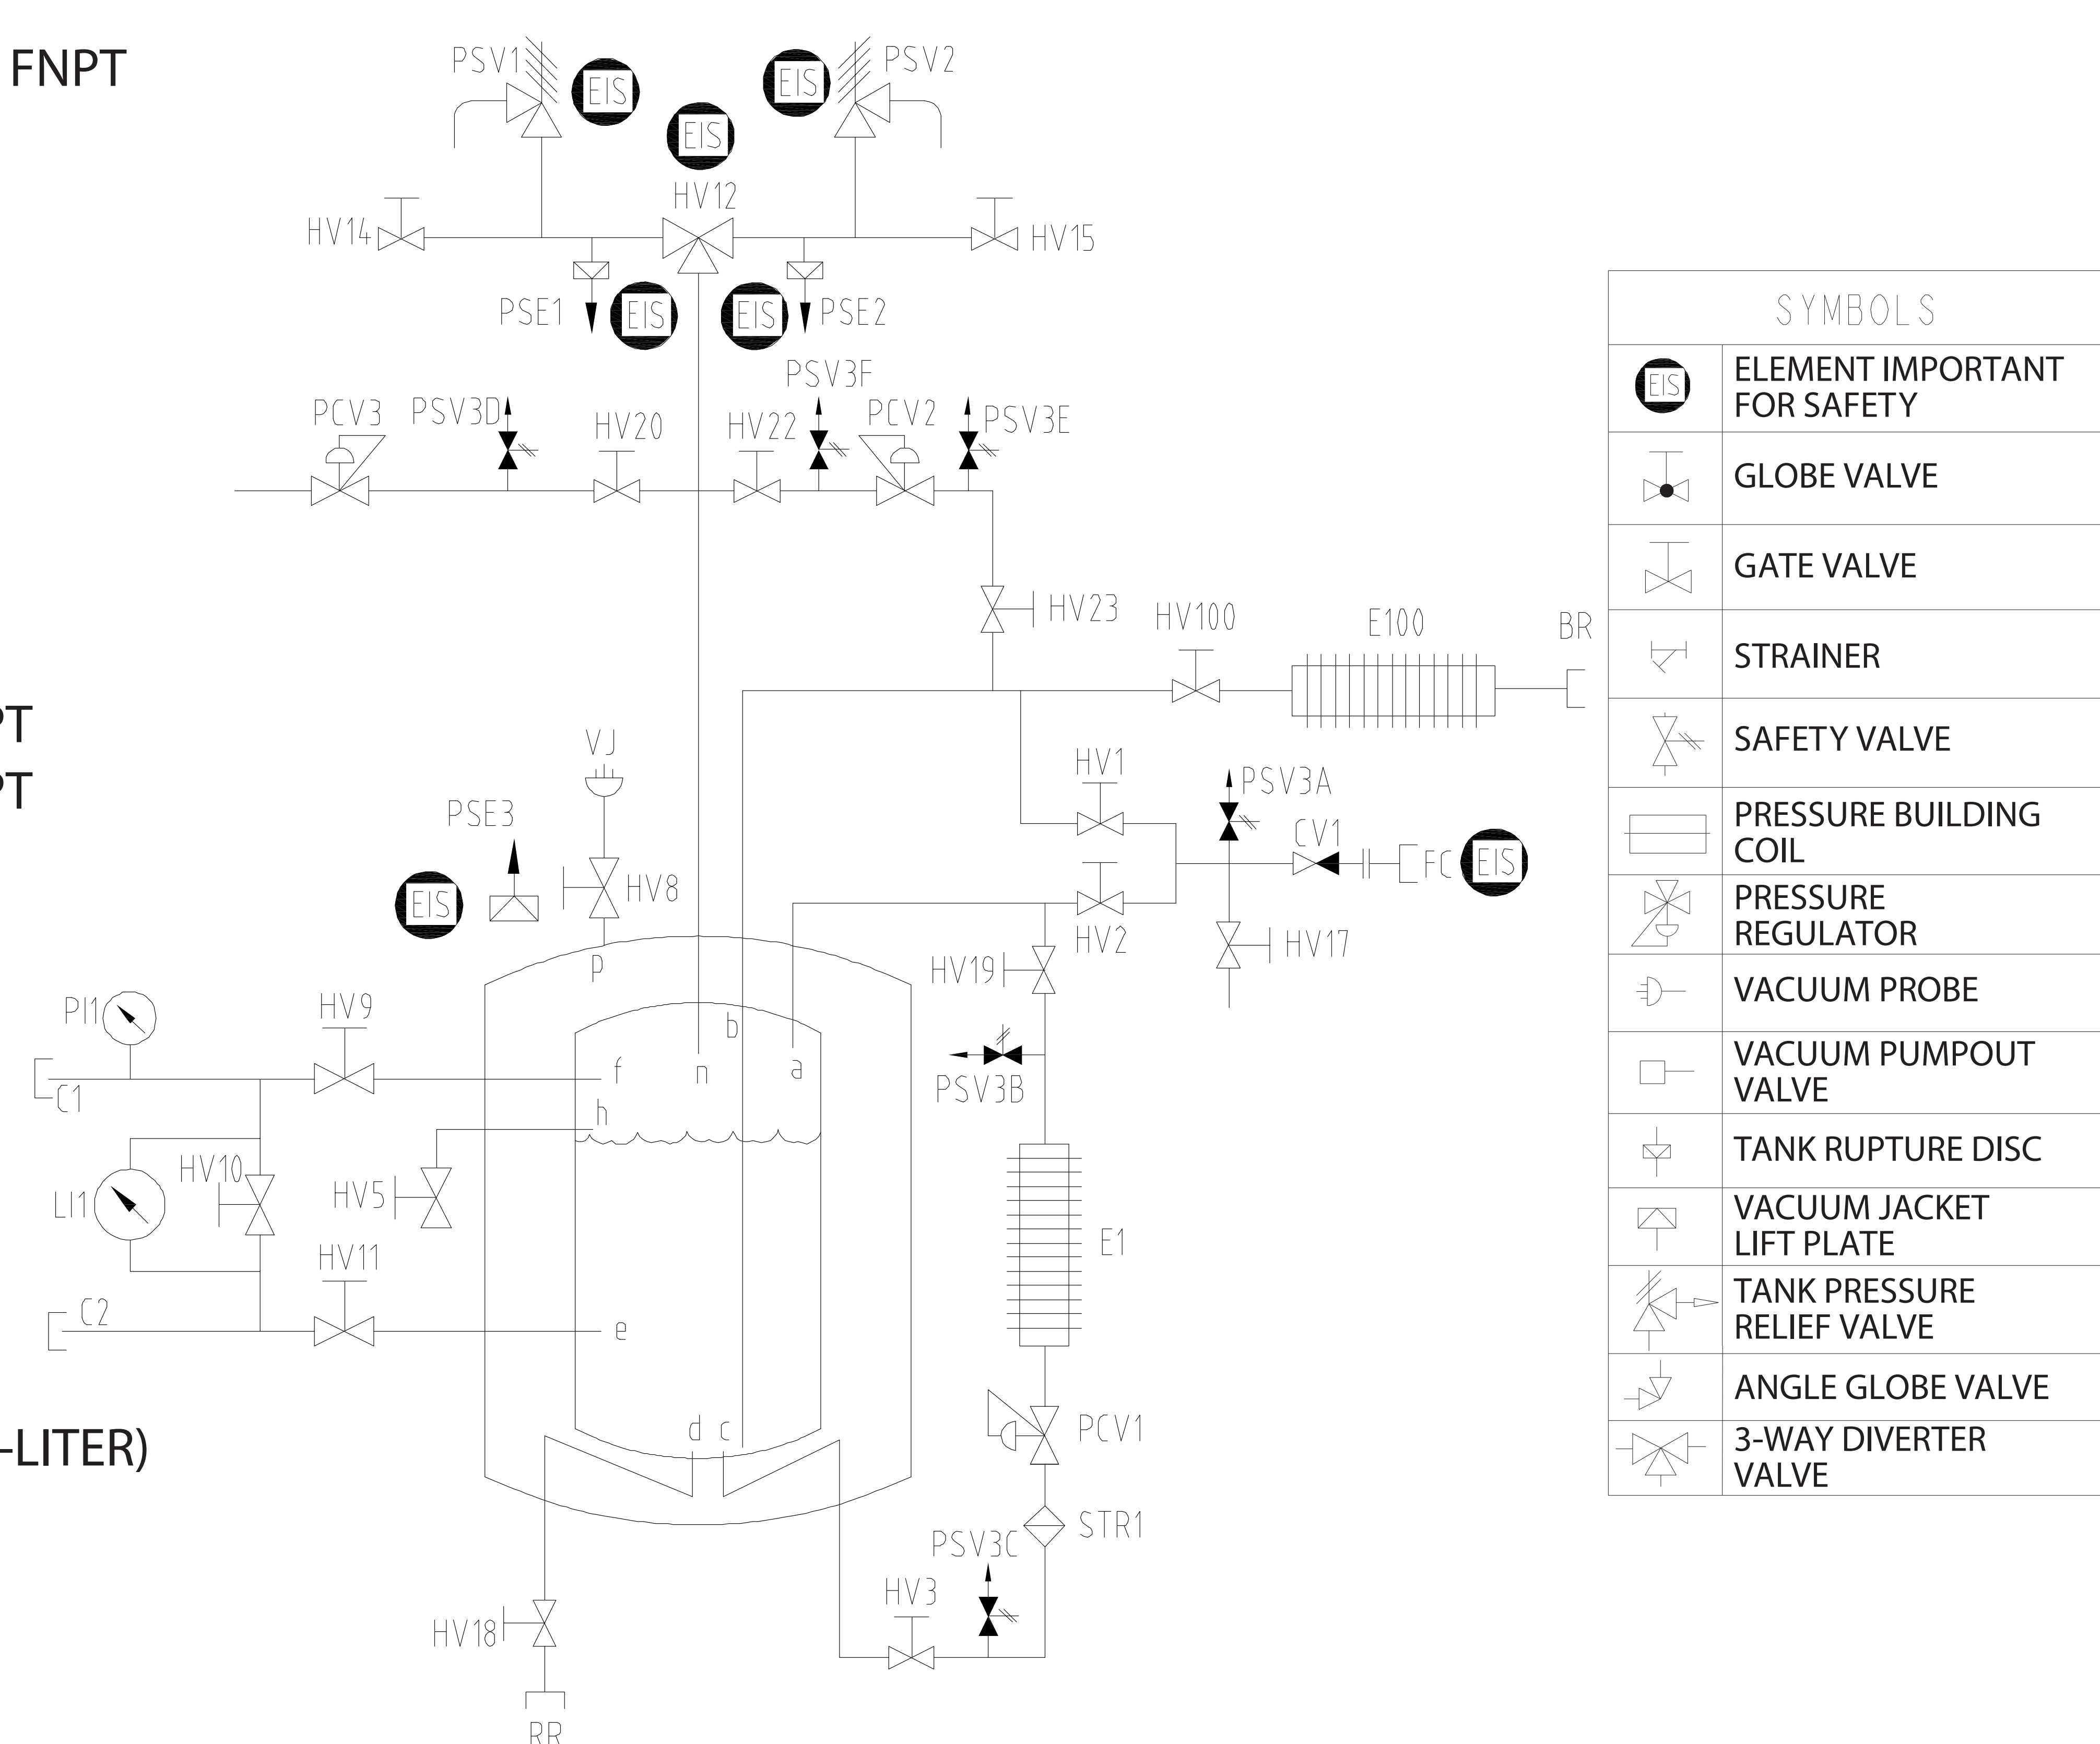 FNPT
PSV1
EIS
EIS
PSV2
EIS
HV12
HV14
HV15
PSE1
EIS
EIS
PSE2
PSV3F
PCV3
PSV3D
HV20
HV22
PCV2
PSV3E
HV23
HV100
E100
BR
PT
PT
VJ
HV1
PSV3A
PSE3
CV1
FC
EIS
EIS
HV8
HV2
HV17
HV19
p
PI1
HV9
b
f
n
a
C1
h
PSV3B
HV10
HV5
LI1
HV11
E1
C2
e
d
c
PCV1
-LITER)
STR1
PSV3C
HV3
HV18
RR
SYMBOLS
EIS
ELEMENT IMPORTANT
FOR SAFETY
GLOBE VALVE
GATE VALVE
STRAINER
SAFETY VALVE
PRESSURE BUILDING
COIL
PRESSURE
REGULATOR
VACUUM PROBE
VACUUM PUMPOUT
VALVE
TANK RUPTURE DISC
VACUUM JACKET
LIFT PLATE
TANK PRESSURE
RELIEF VALVE
ANGLE GLOBE VALVE
3-WAY DIVERTER
VALVE